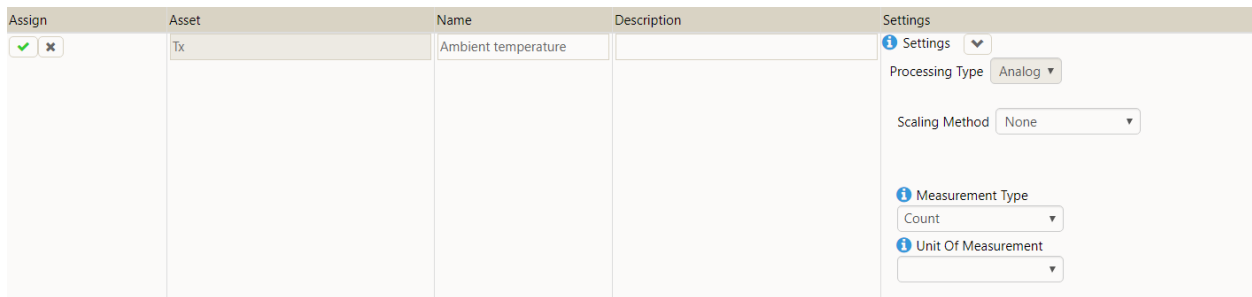 Assign Asset Name Description Settings
Tx Ambient temperature Settings
Processing Type Analog
Scaling Method None
Measurement Type
Count
Unit Of Measurement